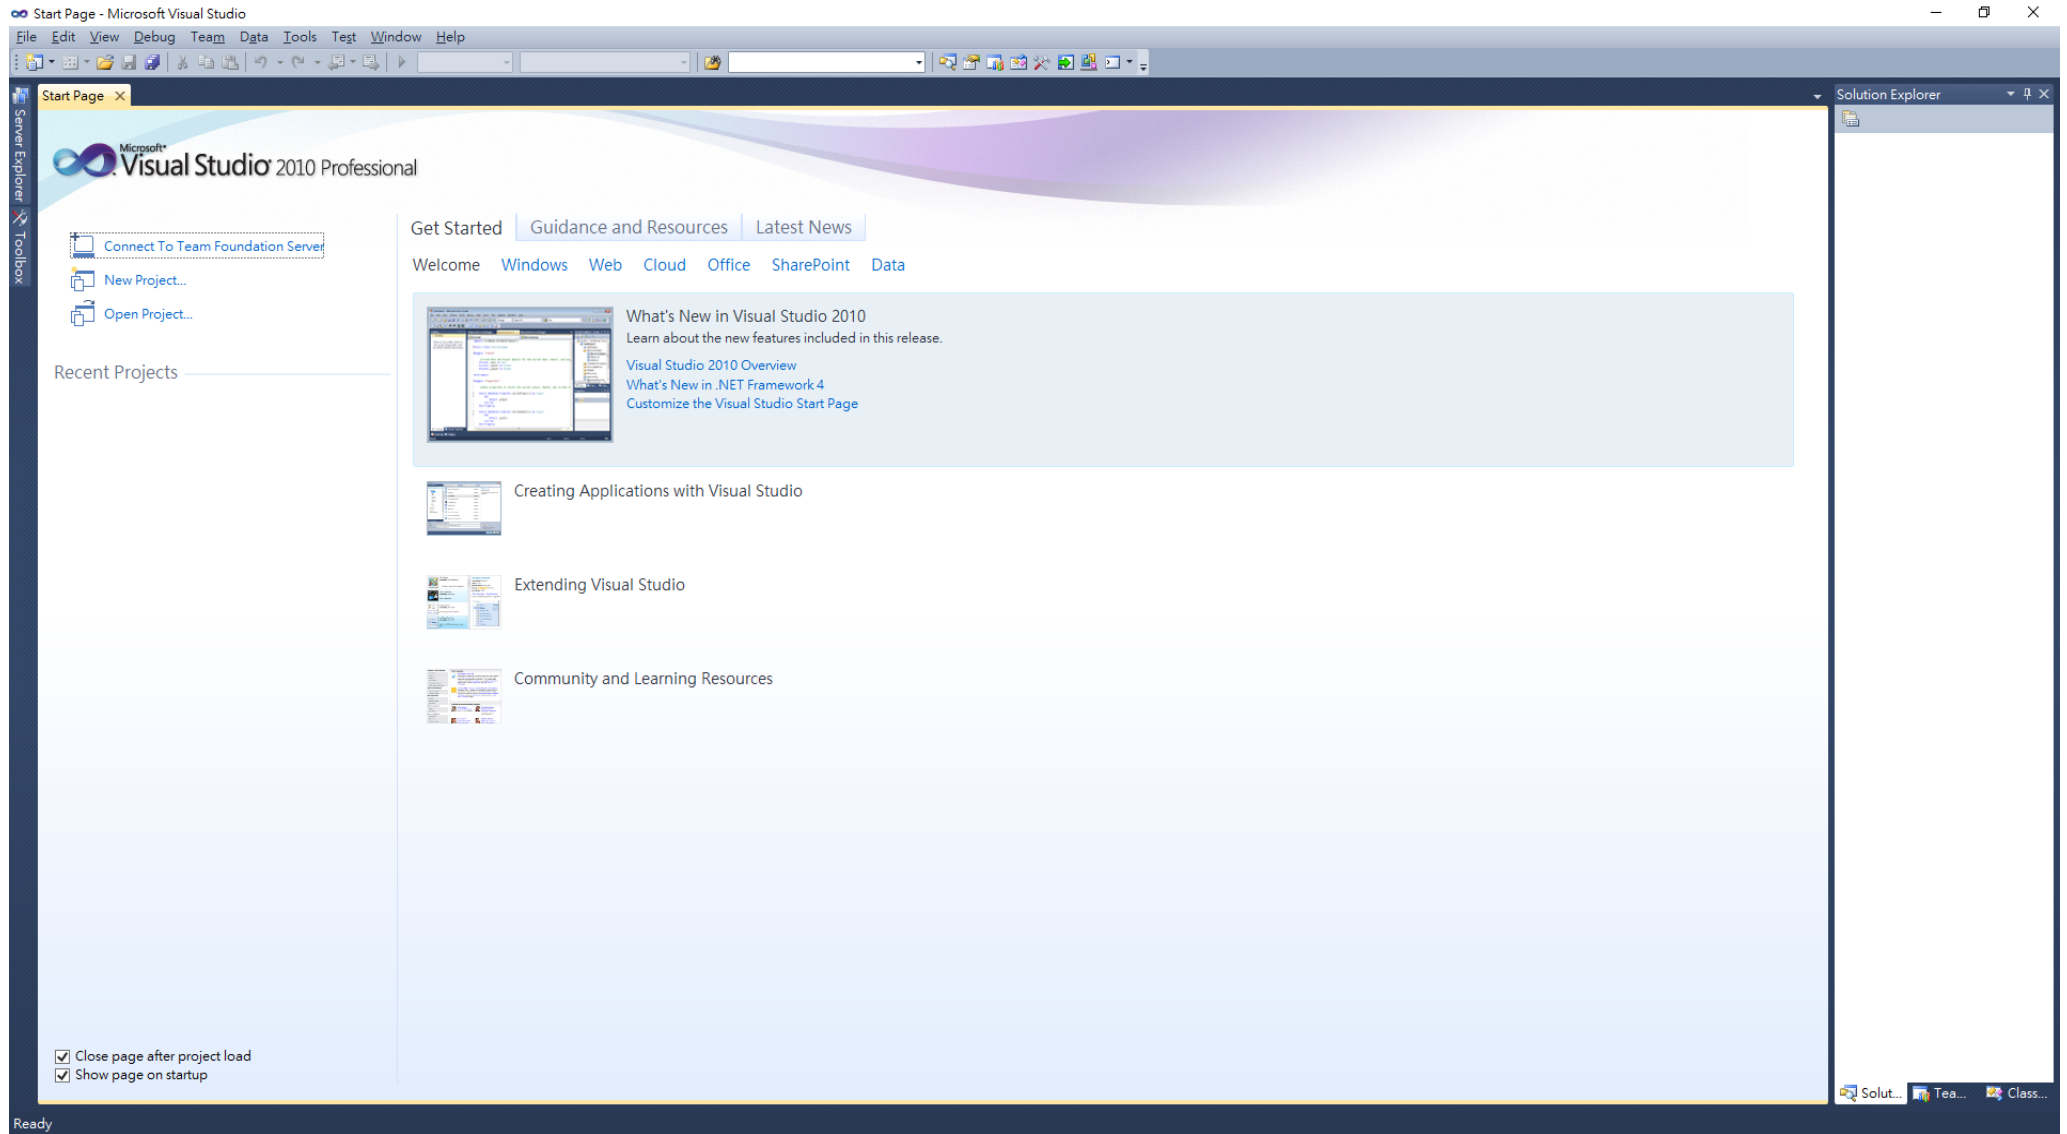 Start Page - Microsoft Visual Studio
File Edit View Debug Team Data Tools Test Window Help
Start Page
Solution Explorer
Server Explorer
Toolbox
Microsoft
Visual Studio 2010 Professional
Connect To Team Foundation Server
New Project...
Open Project...
Recent Projects
Get Started Guidance and Resources Latest News
Welcome Windows Web Cloud Office SharePoint Data
What's New in Visual Studio 2010
Learn about the new features included in this release.
Visual Studio 2010 Overview
What's New in .NET Framework 4
Customize the Visual Studio Start Page
Creating Applications with Visual Studio
Extending Visual Studio
Community and Learning Resources
Close page after project load
Show page on startup
Solut... Tea... Class...
Ready